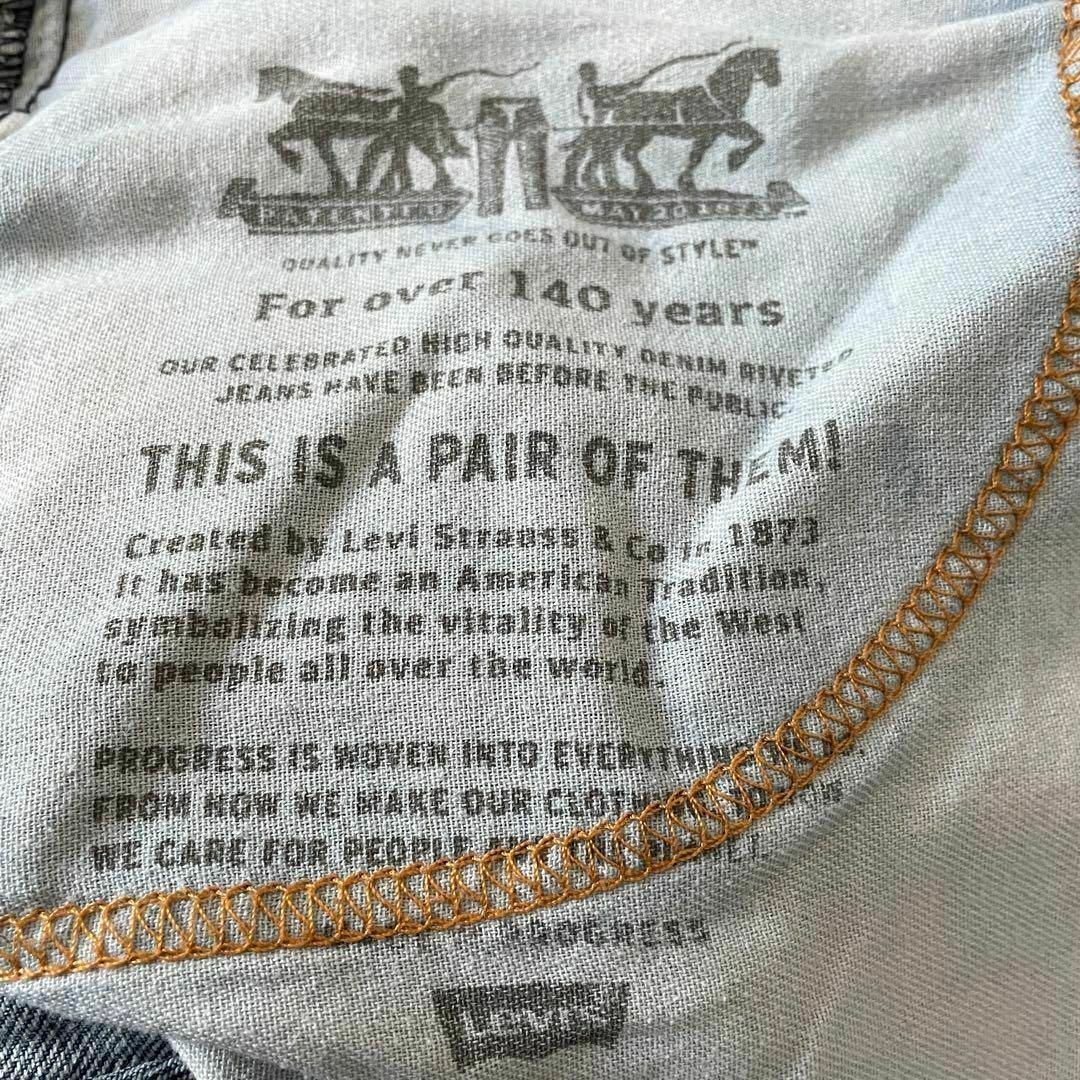 PATENTED MAY 20 1873 ™
QUALITY NEVER GOES OUT OF STYLE™
For over 140 years
OUR CELEBRATED HIGH QUALITY DENIM RIVETED
JEANS HAVE BEEN BEFORE THE PUBLIC
THIS IS A PAIR OF THEM!
Created by Levi Strauss & Co in 1873
It has become an American Tradition,
symbolizing the vitality of the West
to people all over the world.
PROGRESS IS WOVEN INTO EVERYTHING
FROM HOW WE MAKE OUR
WE CARE FOR PEOPLE
PROGRESS
Levi's